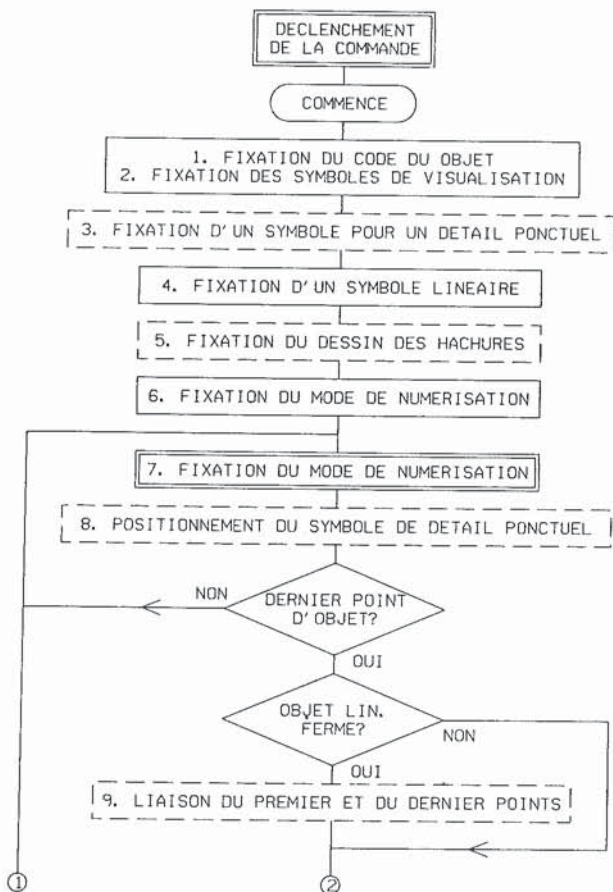 DECLENCHEMENT
DE LA COMMANDE
COMMENCE
1. FIXATION DU CODE DU OBJET
2. FIXATION DES SYMBOLES DE VISUALISATION
3. FIXATION D'UN SYMBOLE POUR UN DETAIL PONCTUEL
4. FIXATION D'UN SYMBOLE LINEAIRE
5. FIXATION DU DESSIN DES HACHURES
6. FIXATION DU MODE DE NUMERISATION
7. FIXATION DU MODE DE NUMERISATION
8. POSITIONNEMENT DU SYMBOLE DE DETAIL PONCTUEL
NON
DERNIER POINT
D'OBJET?
OUI
OBJET LIN.
FERME?
NON
OUI
9. LIAISON DU PREMIER ET DU DERNIER POINTS
1
2